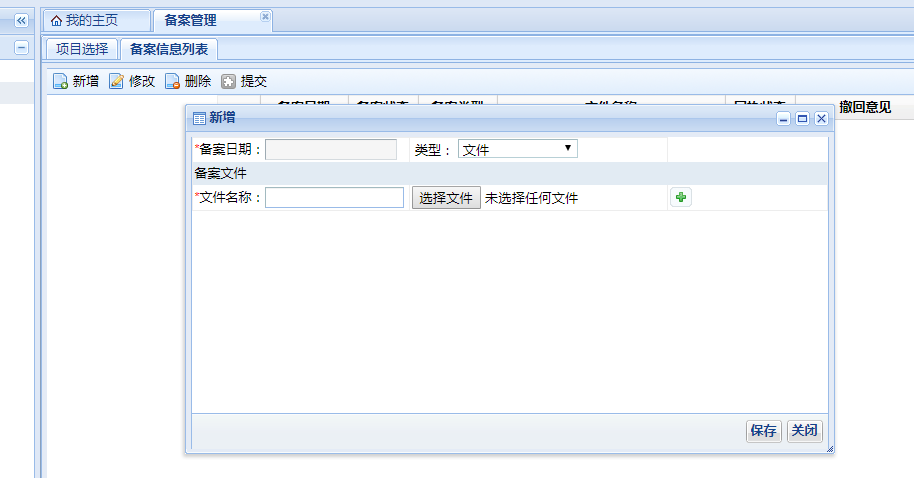 我的主页 备案管理
项目选择 备案信息列表
新增 修改 删除 提交
撤回意见
新增
*备案日期： 类型： 文件
备案文件
*文件名称： 选择文件 未选择任何文件
保存 关闭